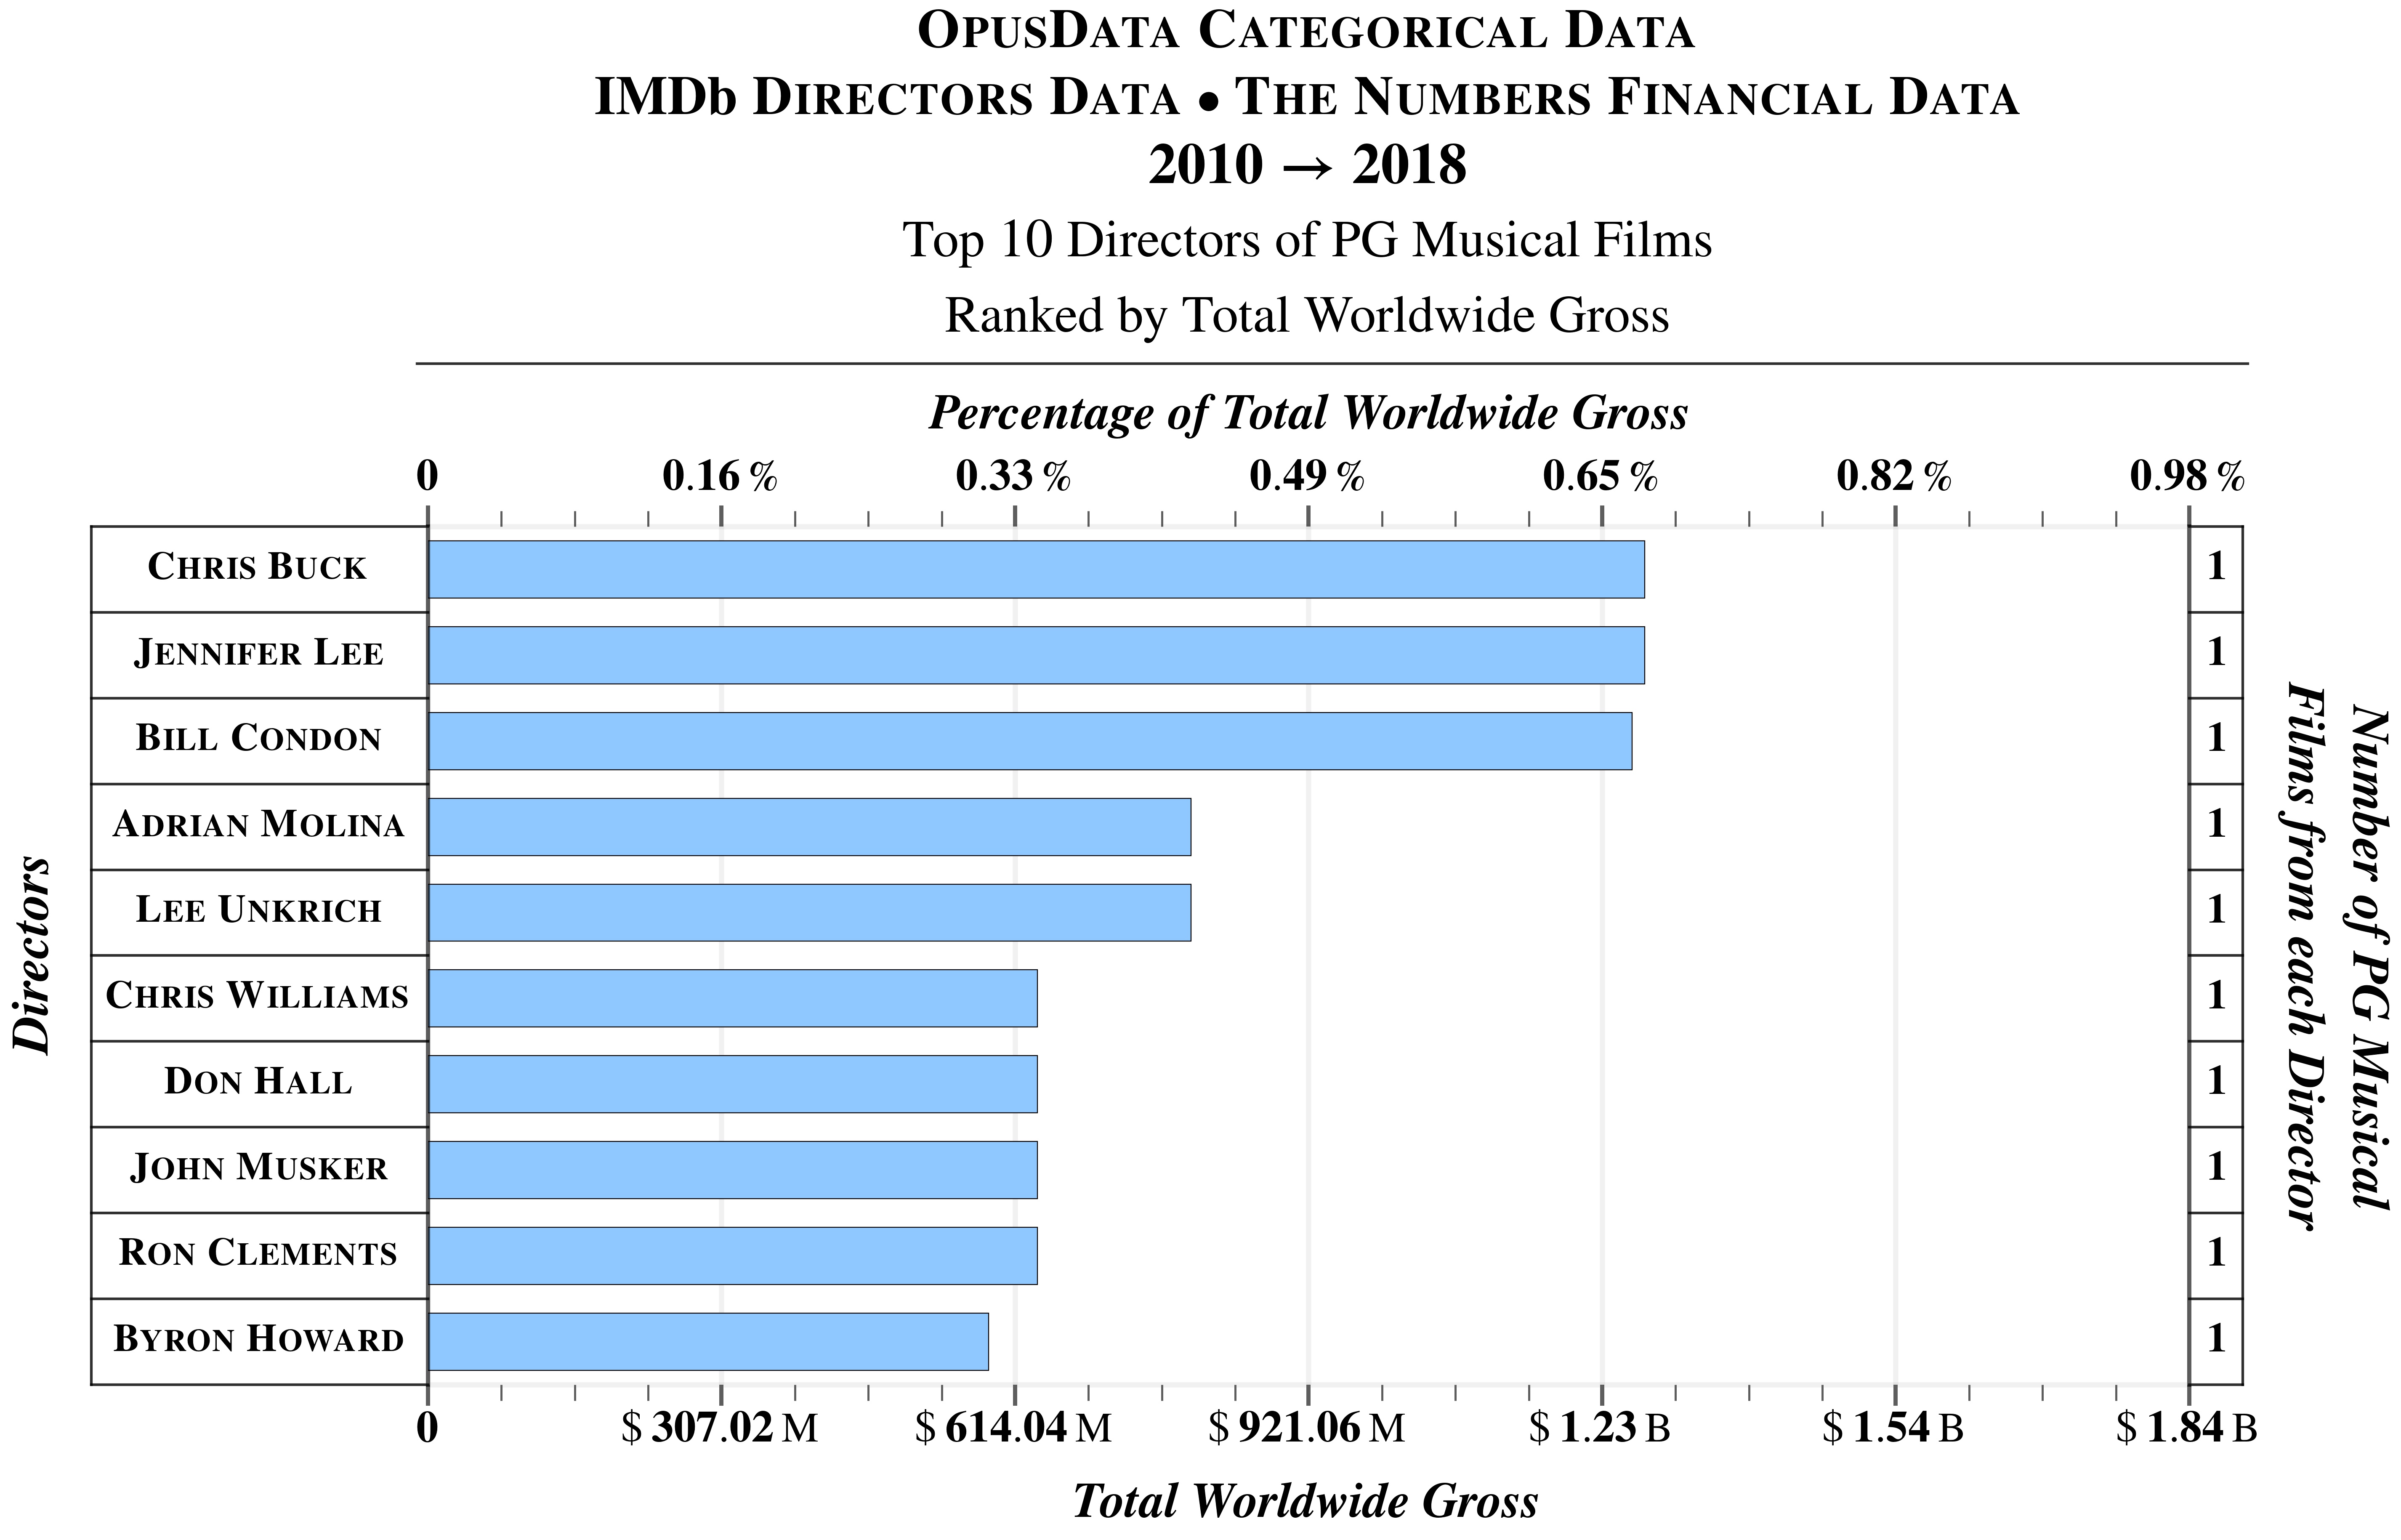 OpusData Categorical Data
IMDb Directors Data • The Numbers Financial Data
2010 → 2018
Top 10 Directors of PG Musical Films
Ranked by Total Worldwide Gross
Percentage of Total Worldwide Gross
0 0.16 % 0.33 % 0.49 % 0.65 % 0.82 % 0.98 %
Directors
Chris Buck 1
Jennifer Lee 1
Bill Condon 1
Adrian Molina 1
Lee Unkrich 1
Chris Williams 1
Don Hall 1
John Musker 1
Ron Clements 1
Byron Howard 1
Number of PG Musical
Films from each Director
0 $ 307.02 M $ 614.04 M $ 921.06 M $ 1.23 B $ 1.54 B $ 1.84 B
Total Worldwide Gross